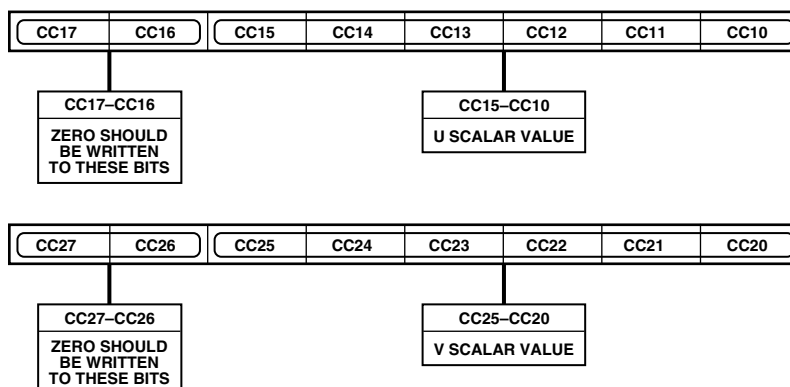 CC17 CC16 CC15 CC14 CC13 CC12 CC11 CC10
CC17–CC16
ZERO SHOULD
BE WRITTEN
TO THESE BITS
CC15–CC10
U SCALAR VALUE
CC27 CC26 CC25 CC24 CC23 CC22 CC21 CC20
CC27–CC26
ZERO SHOULD
BE WRITTEN
TO THESE BITS
CC25–CC20
V SCALAR VALUE